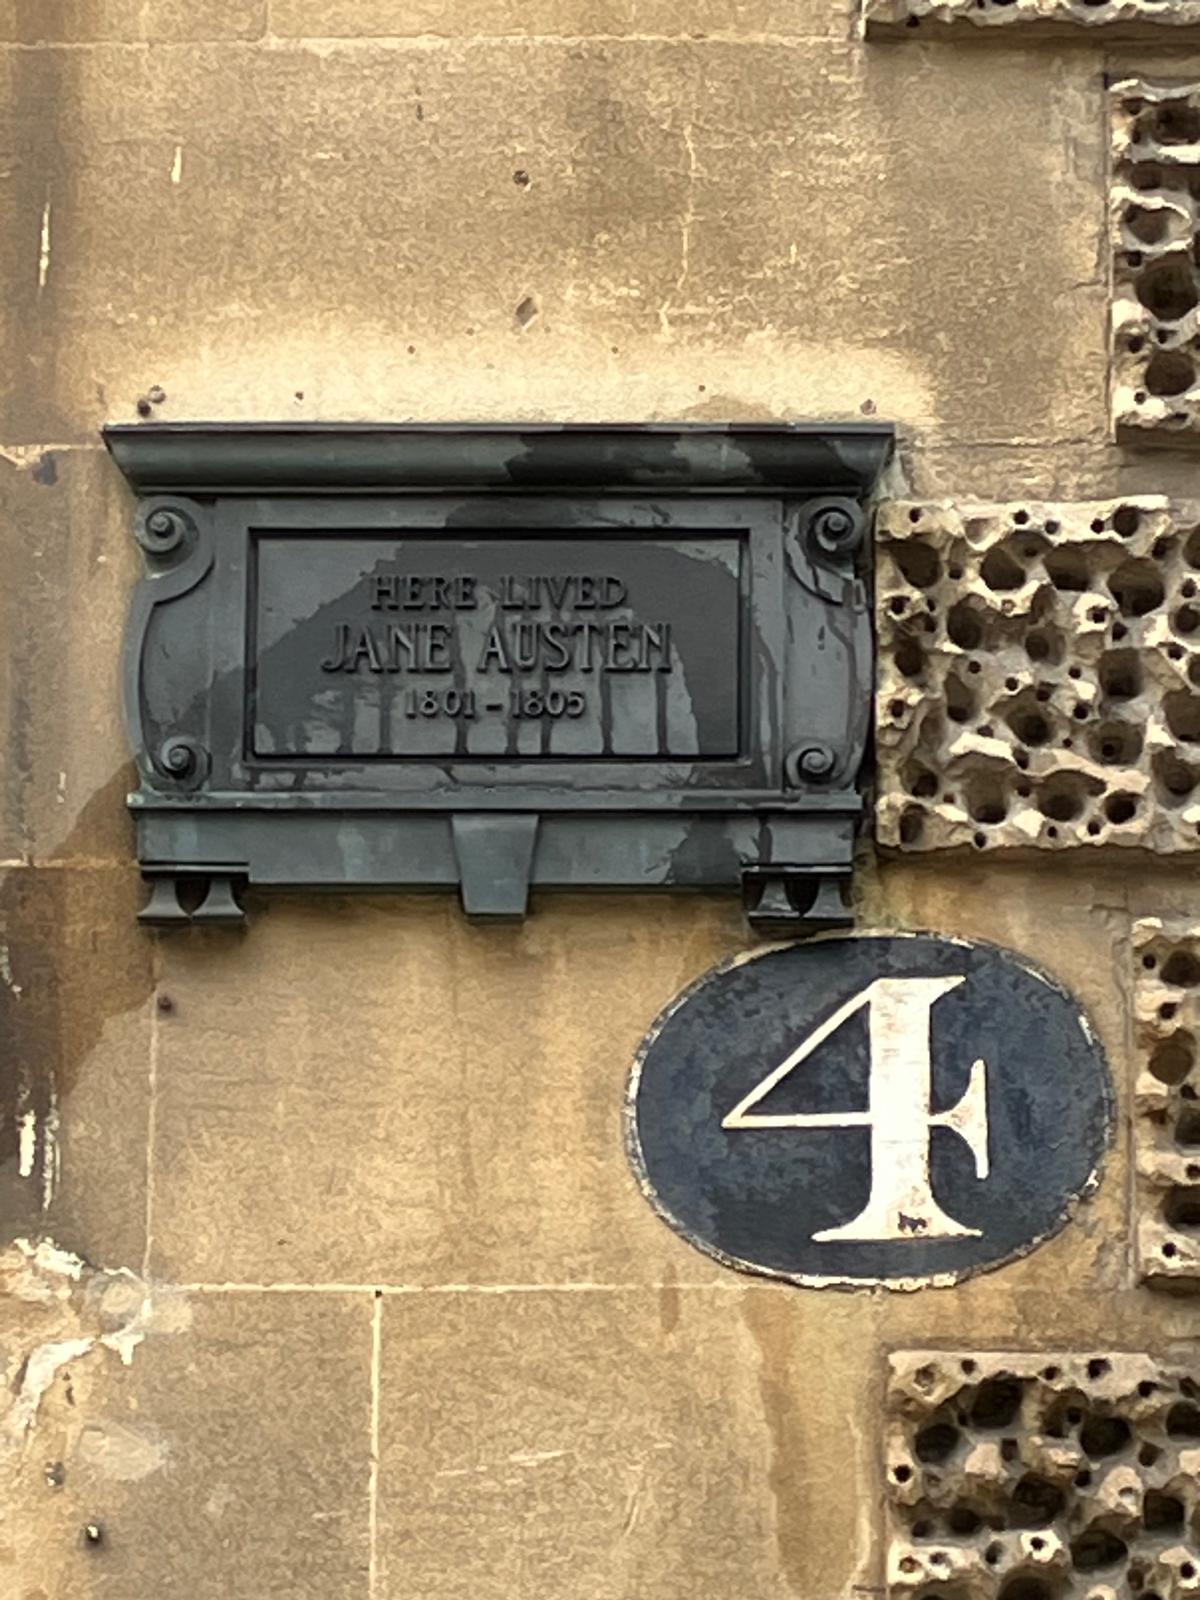 HERE LIVED
JANE AUSTEN
1801 – 1805
4